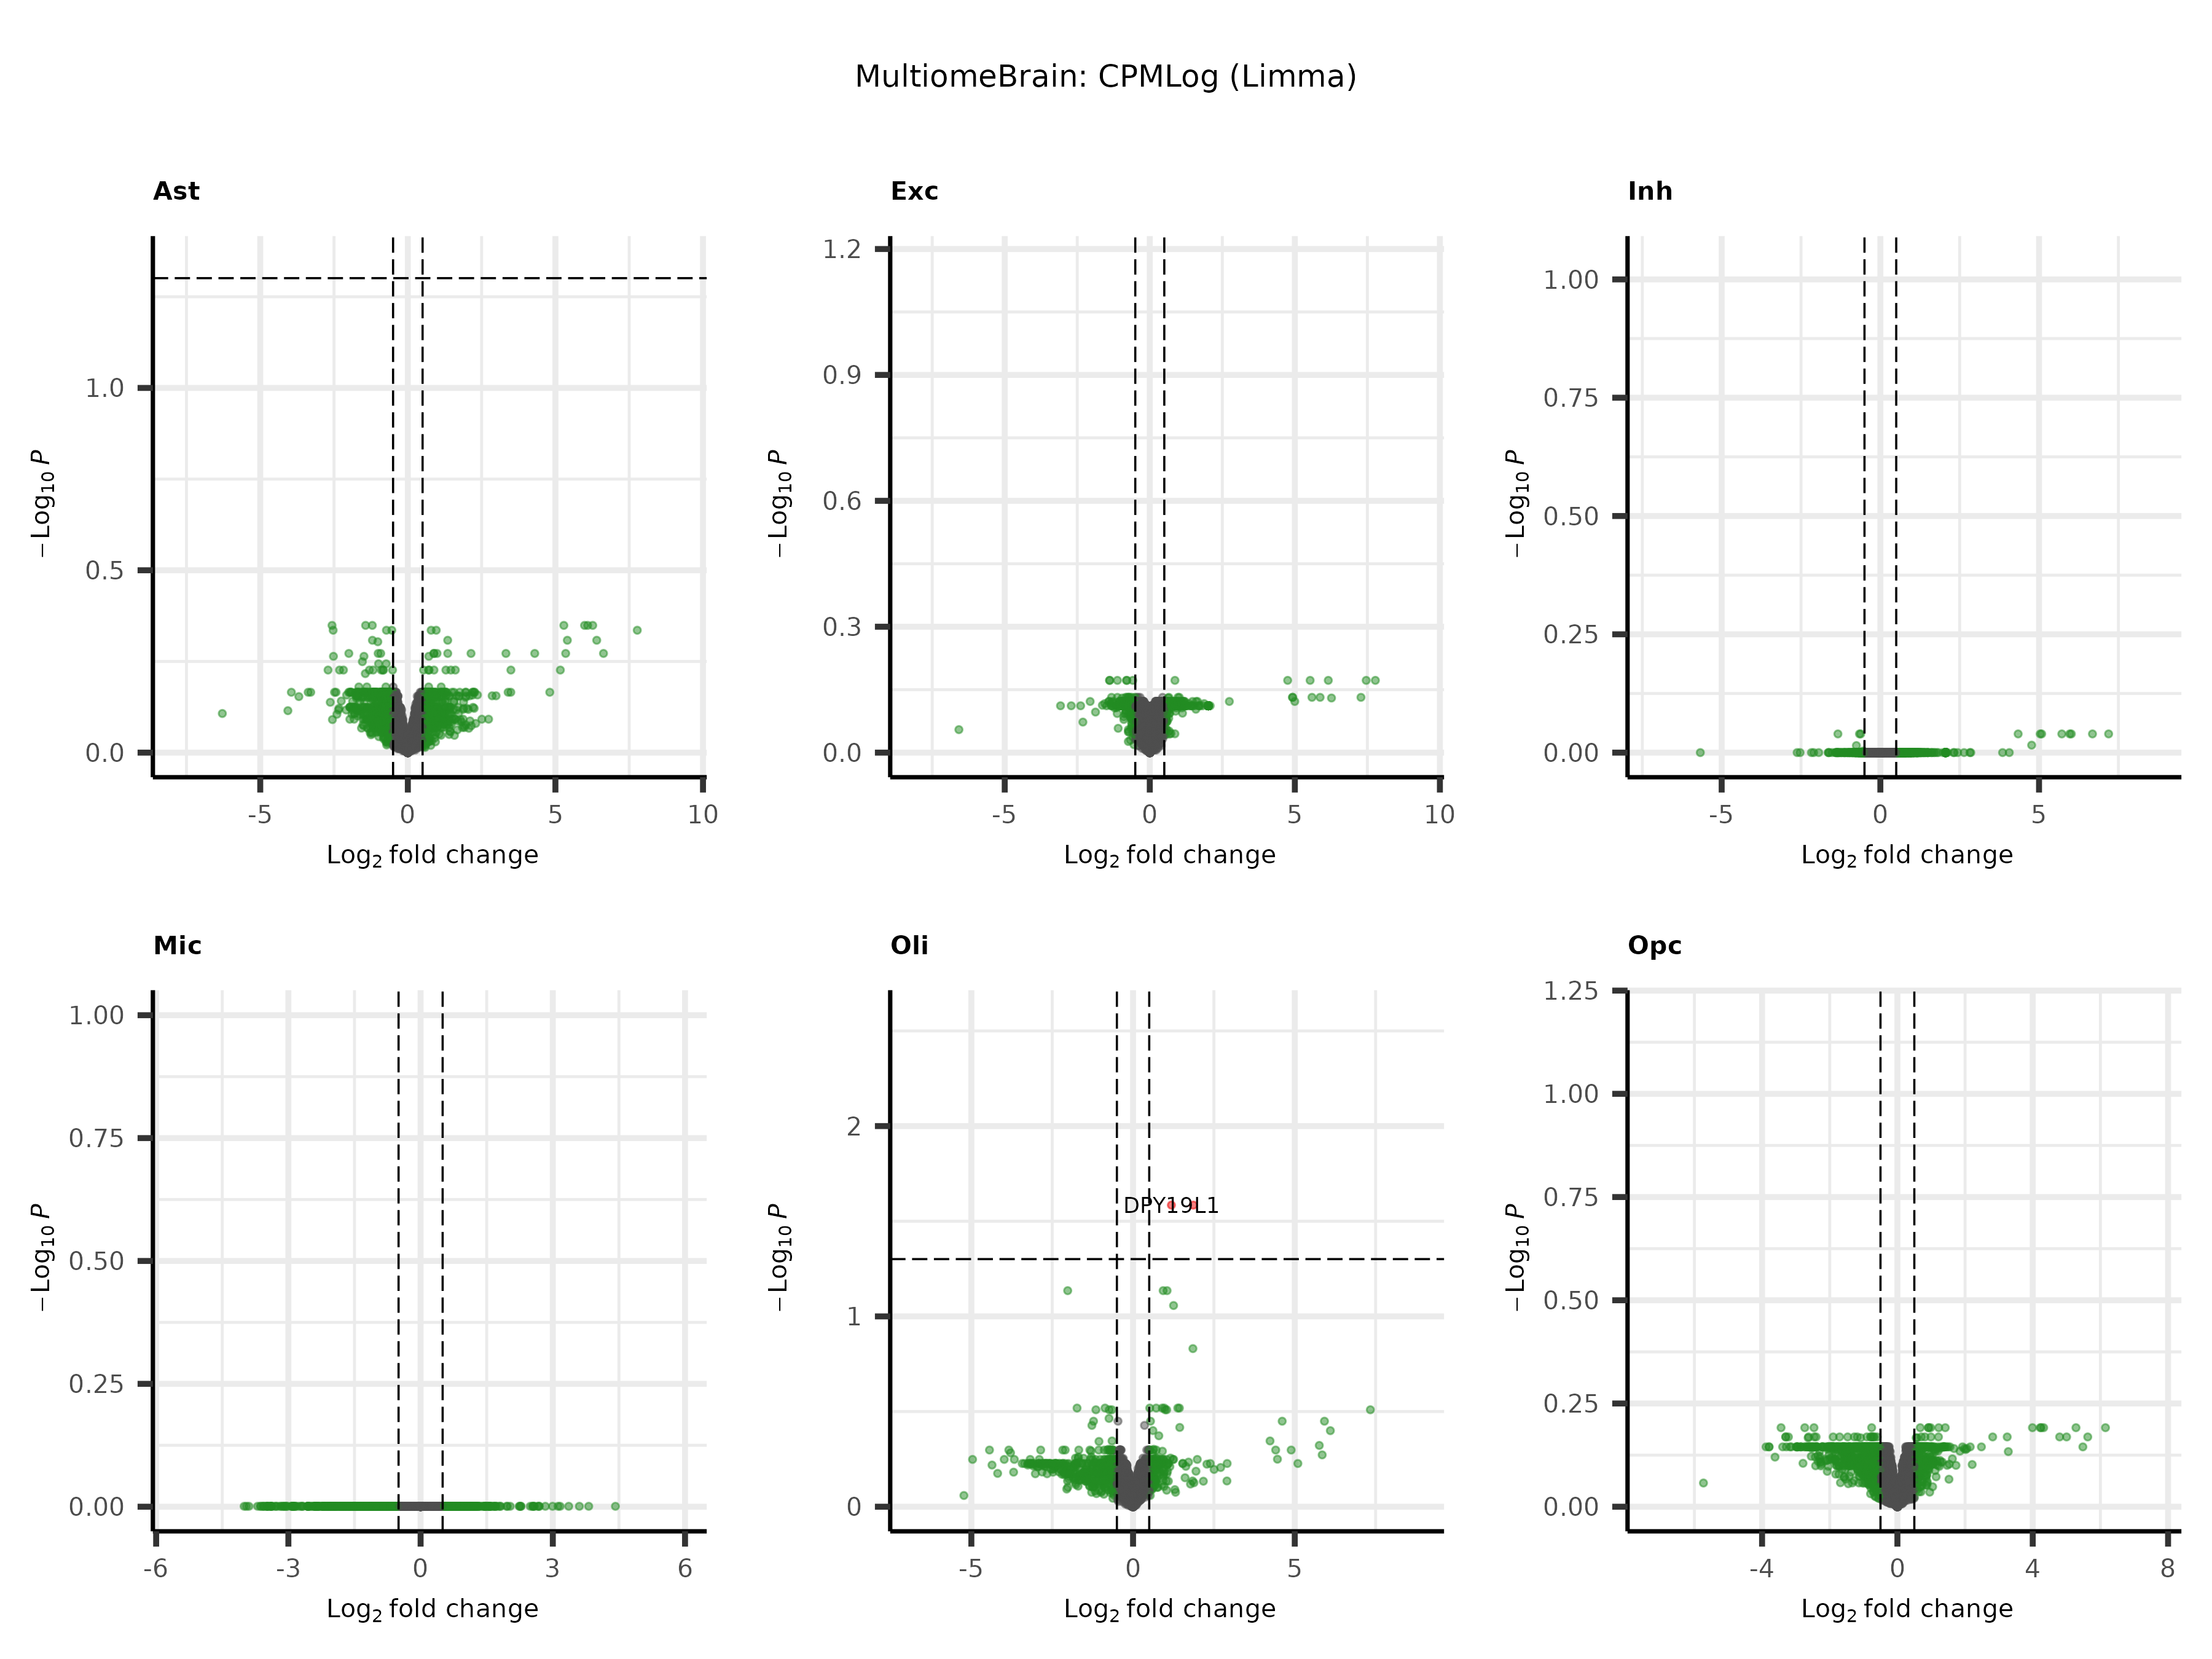 MultiomeBrain: CPMLog (Limma)
Ast
1.0
0.5
0.0
−Log10 P
-5 0 5 10
Log2 fold change
Exc
1.2
0.9
0.6
0.3
0.0
−Log10 P
-5 0 5 10
Log2 fold change
Inh
1.00
0.75
0.50
0.25
0.00
−Log10 P
-5 0 5
Log2 fold change
Mic
1.00
0.75
0.50
0.25
0.00
−Log10 P
-6 -3 0 3 6
Log2 fold change
Oli
2
DPY19L1
1
0
−Log10 P
-5 0 5
Log2 fold change
Opc
1.25
1.00
0.75
0.50
0.25
0.00
−Log10 P
-4 0 4 8
Log2 fold change